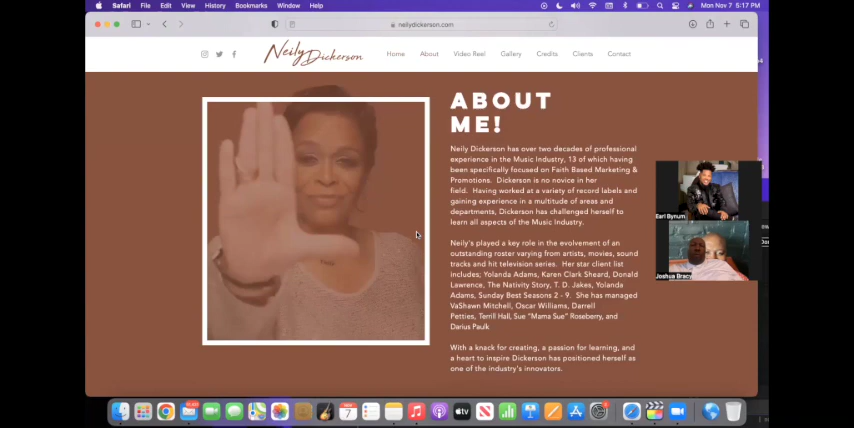 Safari File Edit View History Bookmarks Window Help
Mon Nov 7 5:17 PM
neilydickerson.com
Neily Dickerson
Home About Video Reel Gallery Credits Clients Contact
ABOUT
ME!
Neily Dickerson has over two decades of professional
experience in the Music Industry, 13 of which having
been specifically focused on Faith Based Marketing &
Promotions. Dickerson is no novice in her
field. Having worked at a variety of record labels and
gaining experience in a multitude of areas and
departments, Dickerson has challenged herself to
learn all aspects of the Music Industry.
Neily's played a key role in the evolvement of an
outstanding roster varying from artists, movies, sound
tracks and hit television series. Her star client list
includes; Yolanda Adams, Karen Clark Sheard, Donald
Lawrence, The Nativity Story, T. D. Jakes, Yolanda
Adams, Sunday Best Seasons 2 - 9. She has managed
VaShawn Mitchell, Oscar Williams, Darrell
Petties, Terrill Hall, Sue "Mama Sue" Roseberry, and
Darius Paulk
With a knack for creating, a passion for learning, and
a heart to inspire Dickerson has positioned herself as
one of the industry's innovators.
Earl Bynum
Joshua Bracy